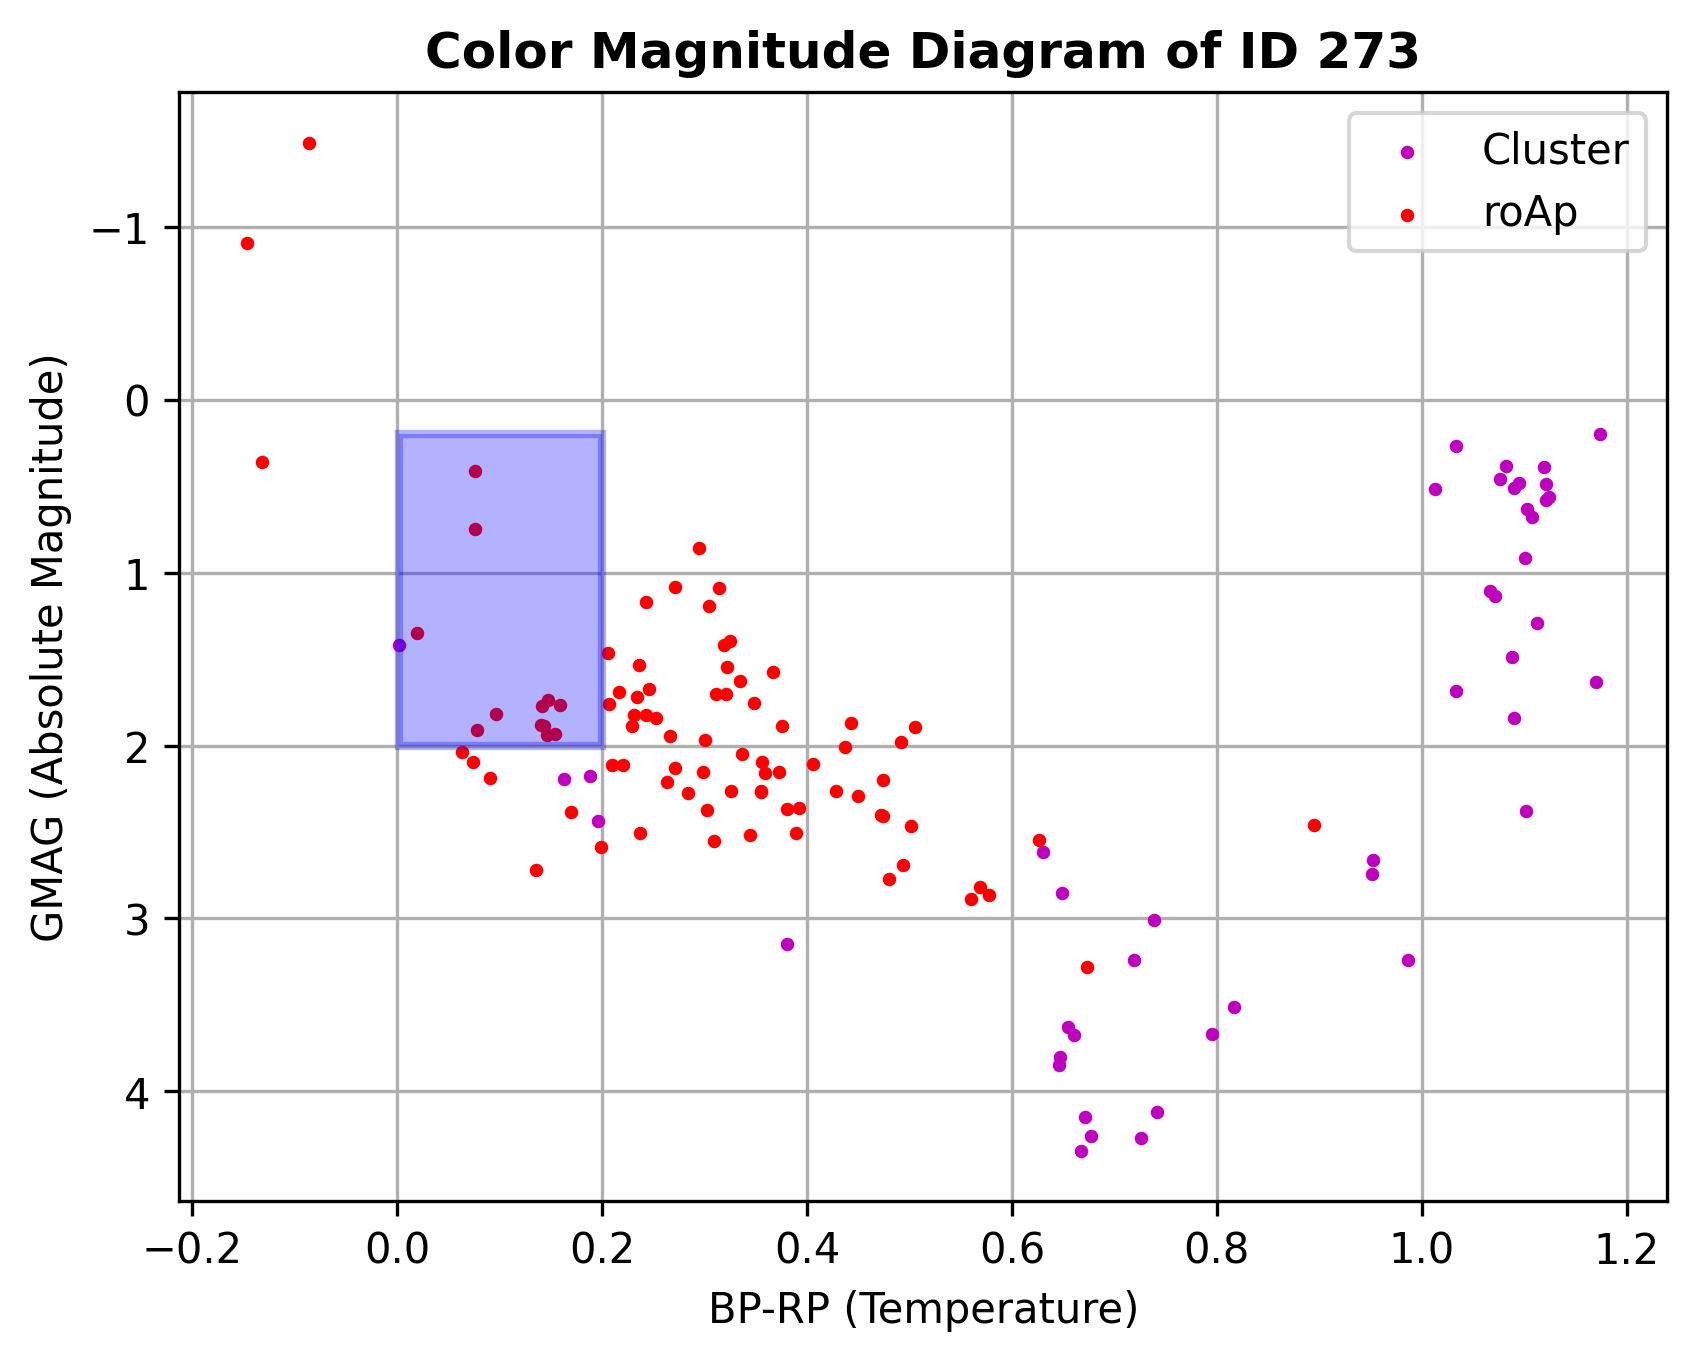 Color Magnitude Diagram of ID 273
Cluster
roAp
−1
0
1
2
3
4
GMAG (Absolute Magnitude)
−0.2 0.0 0.2 0.4 0.6 0.8 1.0 1.2
BP-RP (Temperature)